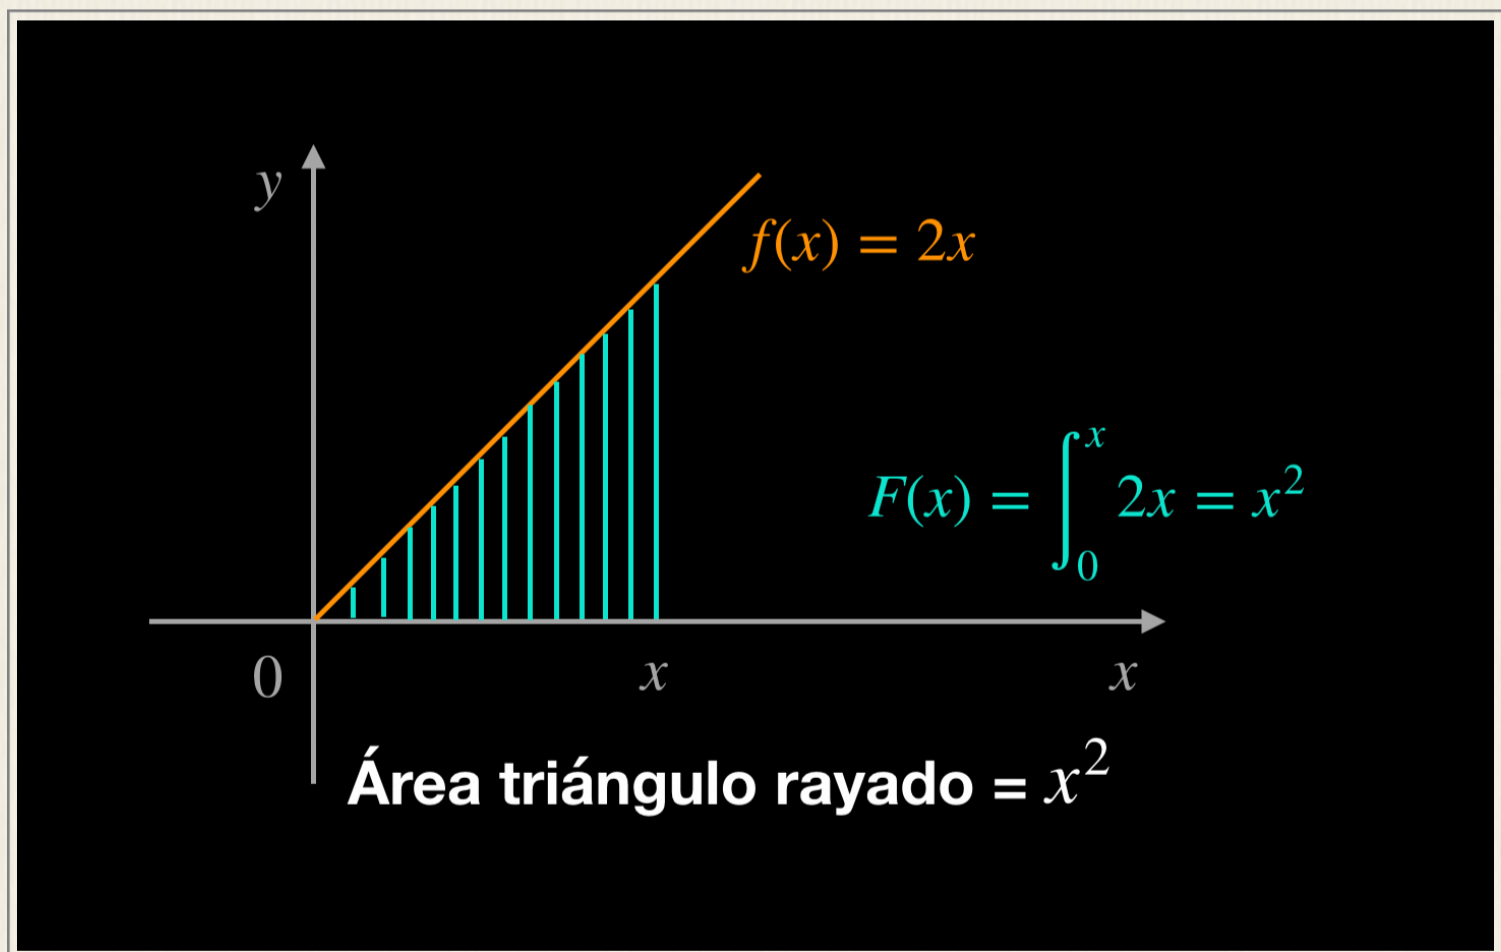 y
f(x) = 2x
F(x) = ∫₀ˣ 2x = x²
0
x
x
Área triángulo rayado = x²